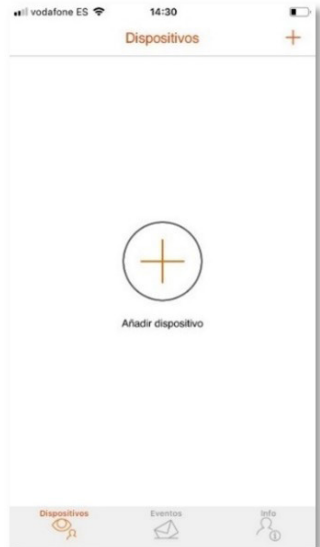 vodafone ES 14:30
Dispositivos
Añadir dispositivo
Dispositivos Eventos Info